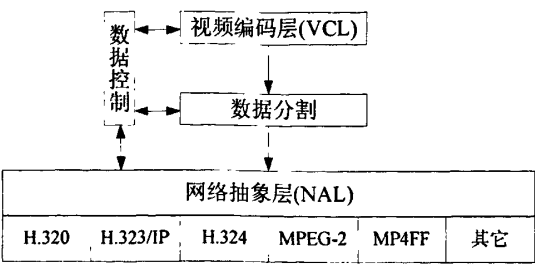 数据控制
视频编码层(VCL)
数据分割
网络抽象层(NAL)
H.320 H.323/IP H.324 MPEG-2 MP4FF 其它